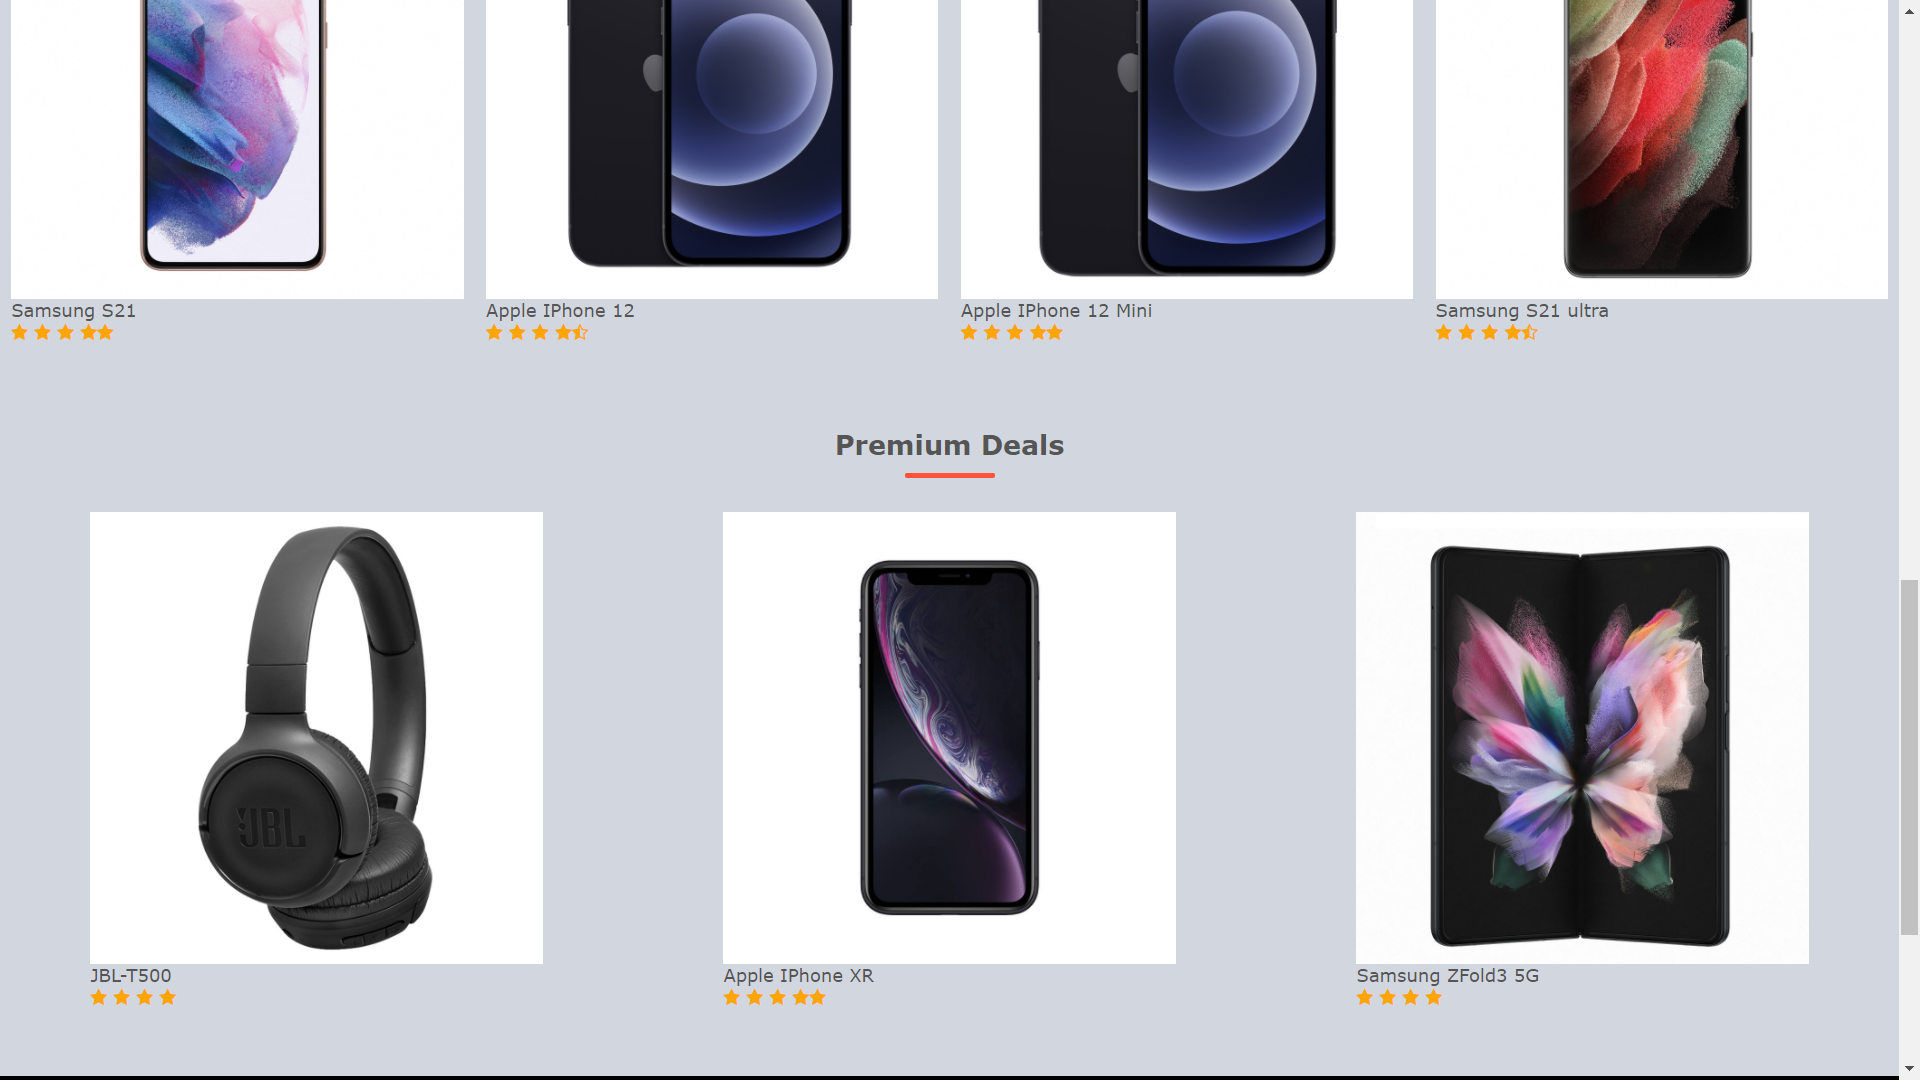 Samsung S21
Apple IPhone 12
Apple IPhone 12 Mini
Samsung S21 ultra
Premium Deals
JBL
JBL-T500
Apple IPhone XR
Samsung ZFold3 5G